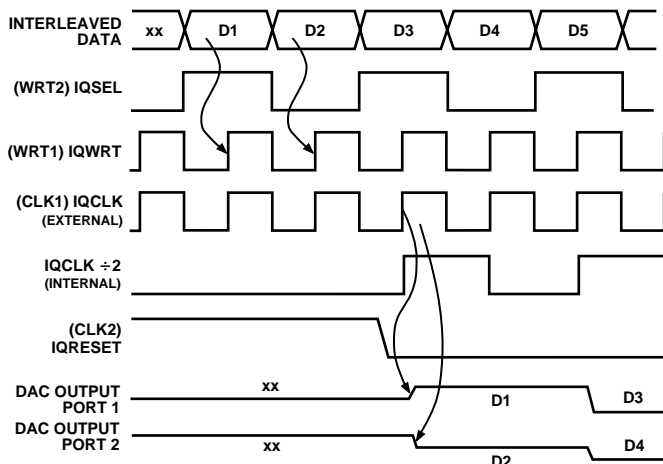 INTERLEAVED
DATA
xx D1 D2 D3 D4 D5
(WRT2) IQSEL
(WRT1) IQWRT
(CLK1) IQCLK
(EXTERNAL)
IQCLK ÷2
(INTERNAL)
(CLK2)
IQRESET
DAC OUTPUT
PORT 1
xx
D1
D3
DAC OUTPUT
PORT 2
xx
D2
D4